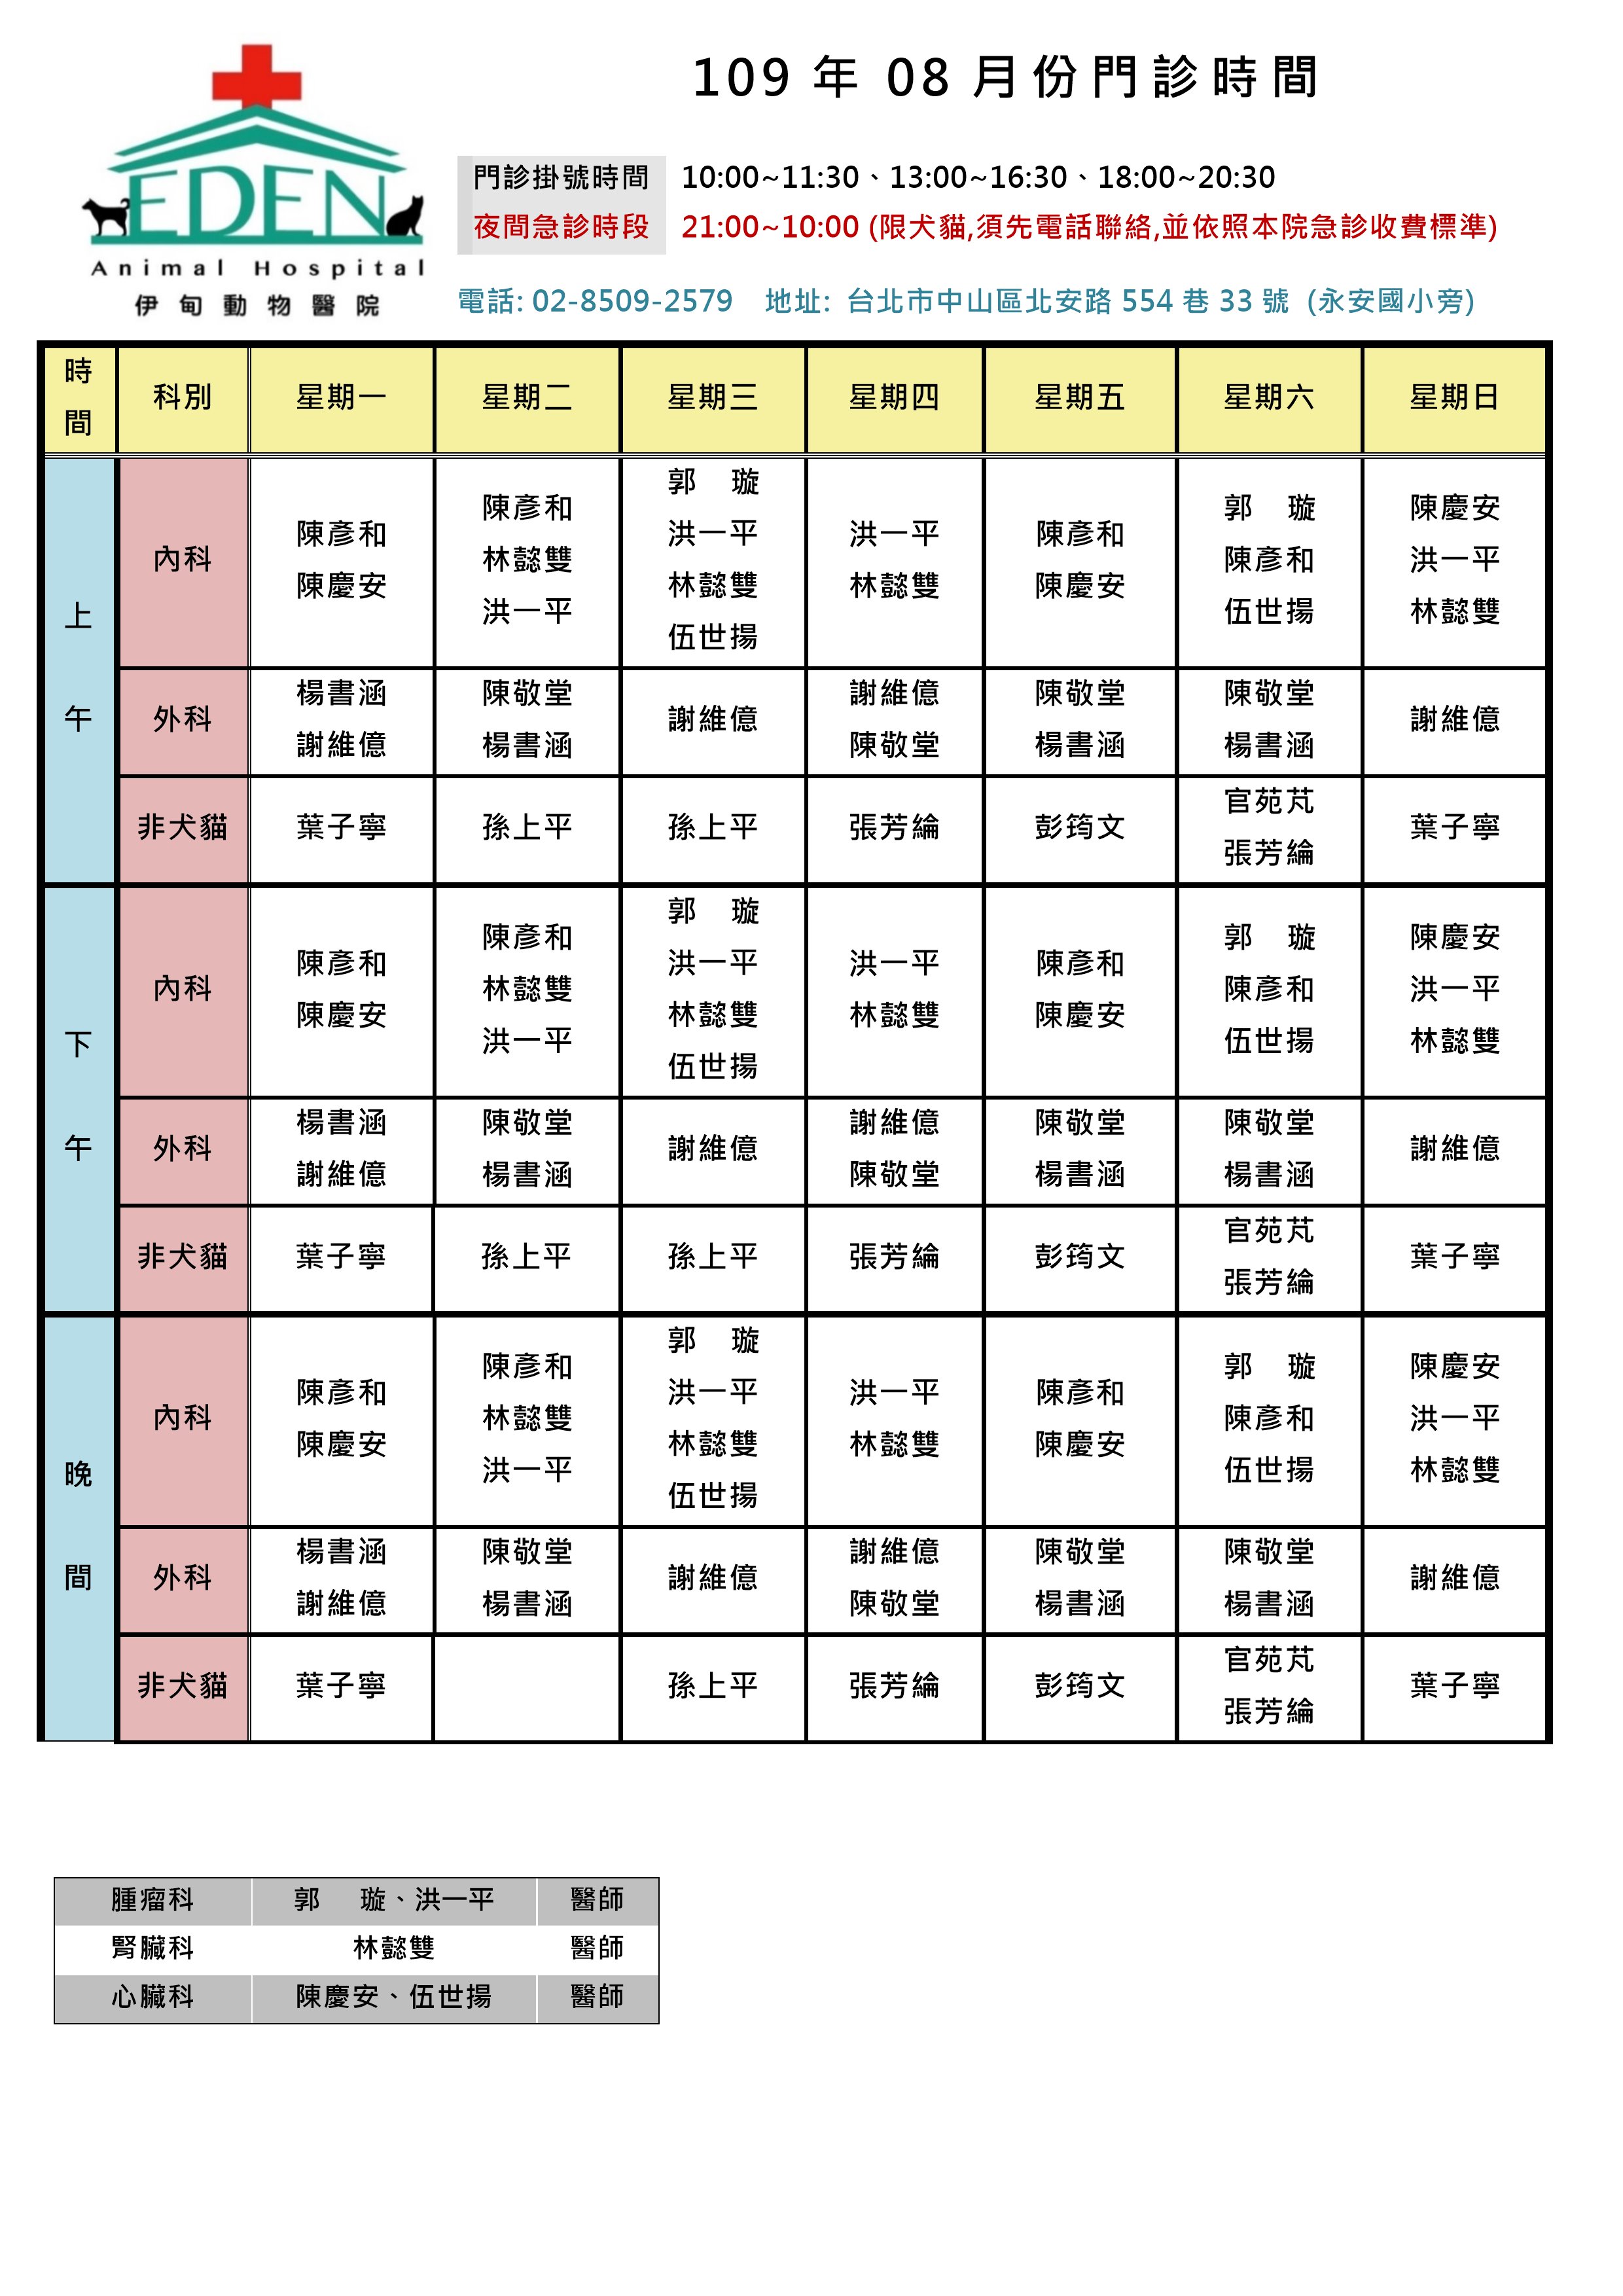 109 年 08 月份門診時間
EDEN
Animal Hospital
伊甸動物醫院
門診掛號時間 10:00~11:30、13:00~16:30、18:00~20:30
夜間急診時段 21:00~10:00 (限犬貓,須先電話聯絡,並依照本院急診收費標準)
電話: 02-8509-2579 地址: 台北市中山區北安路 554 巷 33 號 (永安國小旁)
時間 科別 星期一 星期二 星期三 星期四 星期五 星期六 星期日
上午
內科
陳彥和
陳慶安
陳彥和
林懿雙
洪一平
郭 璇
洪一平
林懿雙
伍世揚
洪一平
林懿雙
陳彥和
陳慶安
郭 璇
陳彥和
伍世揚
陳慶安
洪一平
林懿雙
外科
楊書涵
謝維億
陳敬堂
楊書涵
謝維億
謝維億
陳敬堂
陳敬堂
楊書涵
陳敬堂
楊書涵
謝維億
非犬貓
葉子寧
孫上平
孫上平
張芳綸
彭筠文
官苑芃
張芳綸
葉子寧
下午
內科
陳彥和
陳慶安
陳彥和
林懿雙
洪一平
郭 璇
洪一平
林懿雙
伍世揚
洪一平
林懿雙
陳彥和
陳慶安
郭 璇
陳彥和
伍世揚
陳慶安
洪一平
林懿雙
外科
楊書涵
謝維億
陳敬堂
楊書涵
謝維億
謝維億
陳敬堂
陳敬堂
楊書涵
陳敬堂
楊書涵
謝維億
非犬貓
葉子寧
孫上平
孫上平
張芳綸
彭筠文
官苑芃
張芳綸
葉子寧
晚間
內科
陳彥和
陳慶安
陳彥和
林懿雙
洪一平
郭 璇
洪一平
林懿雙
伍世揚
洪一平
林懿雙
陳彥和
陳慶安
郭 璇
陳彥和
伍世揚
陳慶安
洪一平
林懿雙
外科
楊書涵
謝維億
陳敬堂
楊書涵
謝維億
謝維億
陳敬堂
陳敬堂
楊書涵
陳敬堂
楊書涵
謝維億
非犬貓
葉子寧
孫上平
張芳綸
彭筠文
官苑芃
張芳綸
葉子寧
腫瘤科 郭 璇、洪一平 醫師
腎臟科 林懿雙 醫師
心臟科 陳慶安、伍世揚 醫師